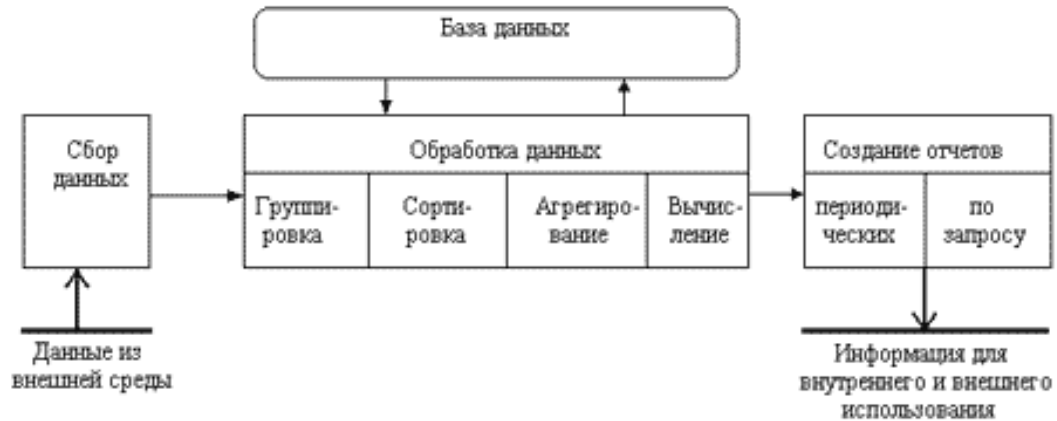 База данных
Сбор
данных
Обработка данных
Группи-
ровка
Сорти-
ровка
Агрегиро-
вание
Вычис-
ление
Создание отчетов
периоди-
ческих
по
запросу
Данные из
внешней среды
Информация для
внутреннего и внешнего
использования